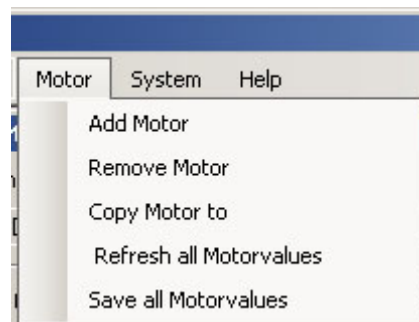 Motor System Help
Add Motor
Remove Motor
Copy Motor to
Refresh all Motorvalues
Save all Motorvalues